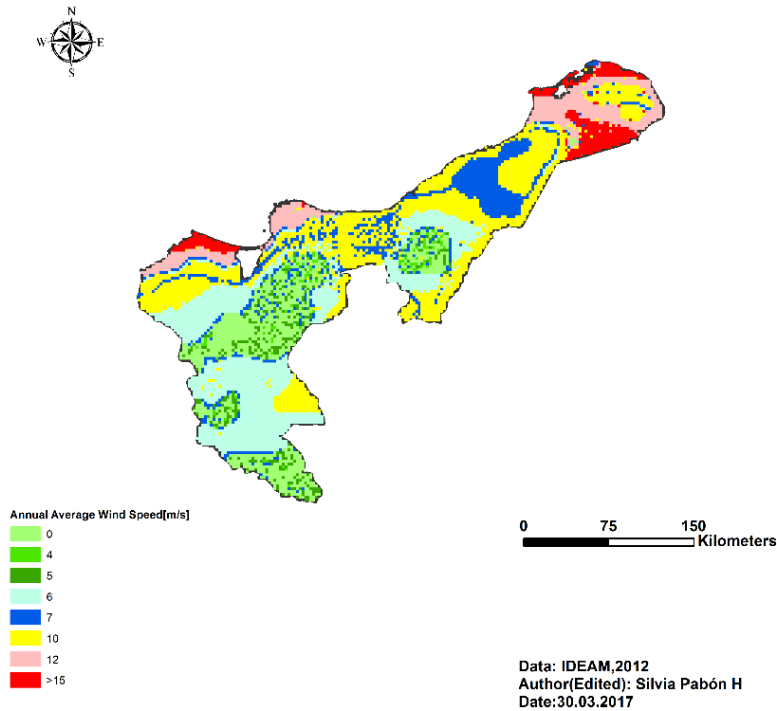 N
W E
S
Annual Average Wind Speed[m/s]
0
4
5
6
7
10
12
>15
0 75 150
Kilometers
Data: IDEAM,2012
Author(Edited): Silvia Pabón H
Date:30.03.2017